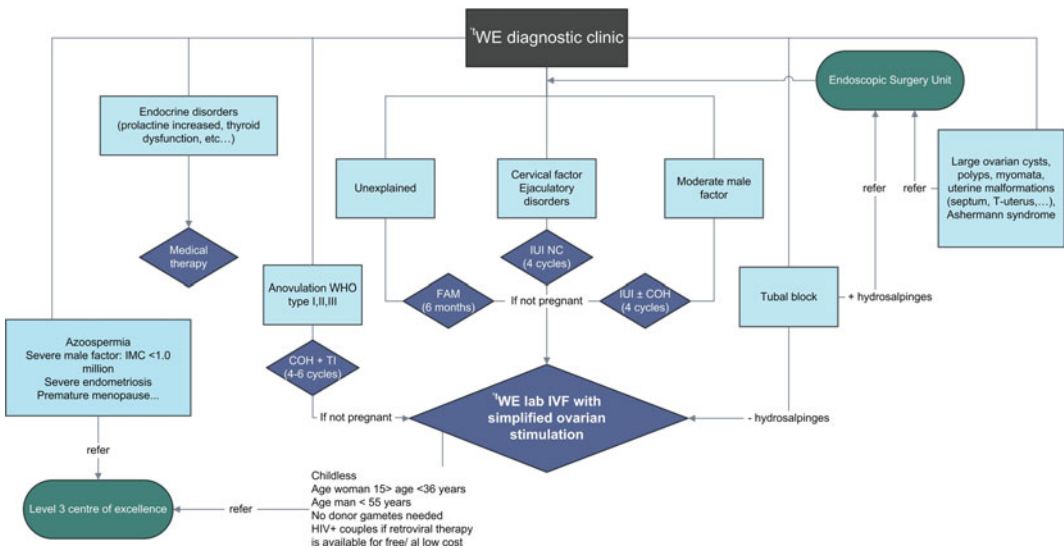 ᵗWE diagnostic clinic
Endoscopic Surgery Unit
Endocrine disorders
(prolactine increased, thyroid
dysfunction, etc…)
Unexplained
Cervical factor
Ejaculatory
disorders
Moderate male
factor
refer
refer
Large ovarian cysts,
polyps, myomata,
uterine malformations
(septum, T-uterus,…),
Ashermann syndrome
Medical
therapy
IUI NC
(4 cycles)
Anovulation WHO
type I,II,III
FAM
(6 months)
If not pregnant
IUI ± COH
(4 cycles)
Tubal block
+ hydrosalpinges
Azoospermia
Severe male factor: IMC <1.0
million
Severe endometriosis
Premature menopause...
COH + TI
(4-6 cycles)
If not pregnant
ᵗWE lab IVF with
simplified ovarian
stimulation
- hydrosalpinges
refer
Level 3 centre of excellence
refer
Childless
Age woman 15> age <36 years
Age man < 55 years
No donor gametes needed
HIV+ couples if retroviral therapy
is available for free/ al low cost